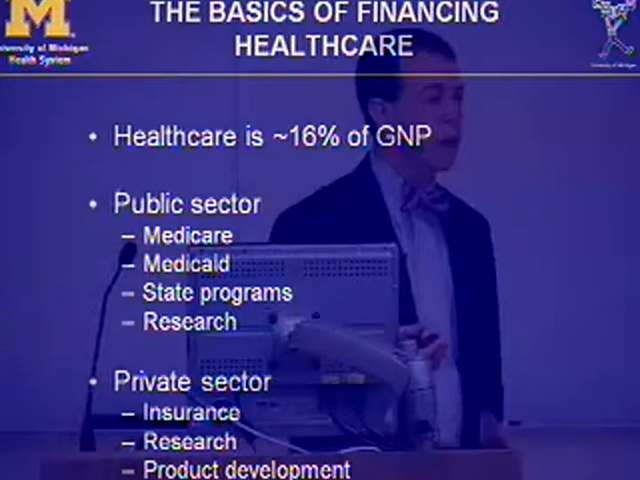 THE BASICS OF FINANCING
HEALTHCARE
M
University of Michigan
Health System
• Healthcare is ~16% of GNP
• Public sector
– Medicare
– Medicaid
– State programs
– Research
• Private sector
– Insurance
– Research
– Product development